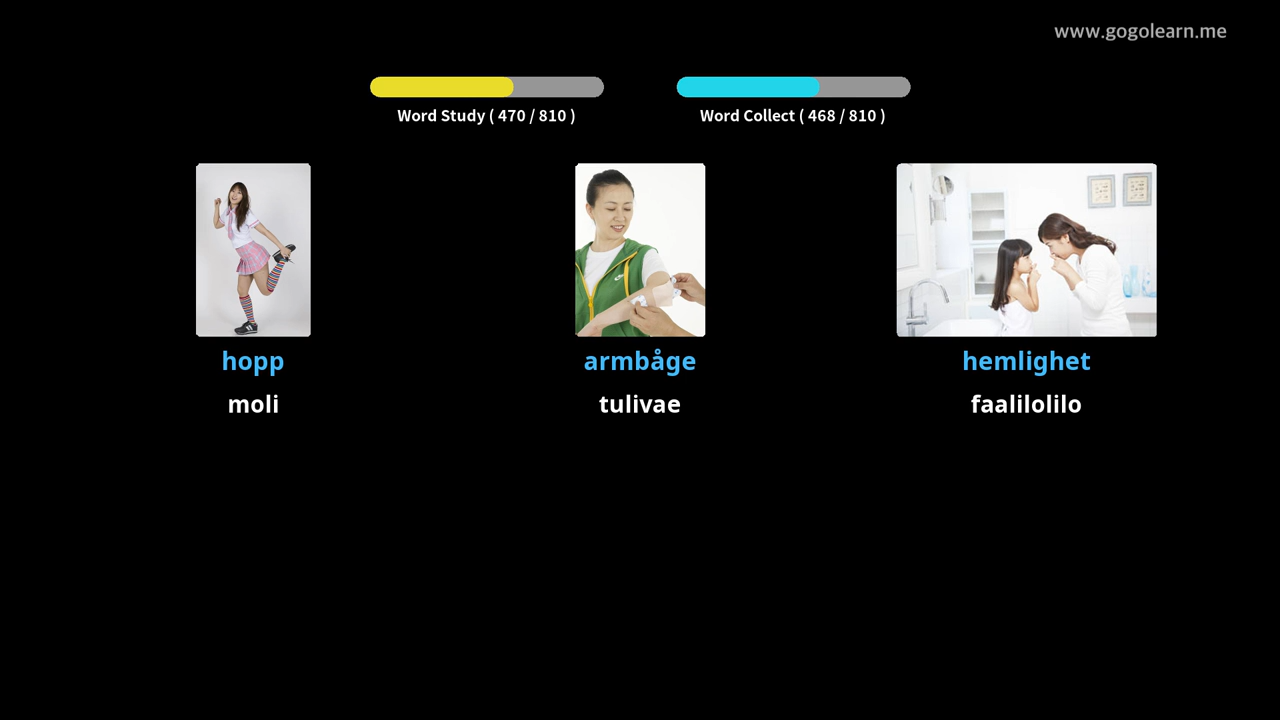 www.gogolearn.me
Word Study ( 470 / 810 )
Word Collect ( 468 / 810 )
hopp
moli
armbåge
tulivae
hemlighet
faalilolilo